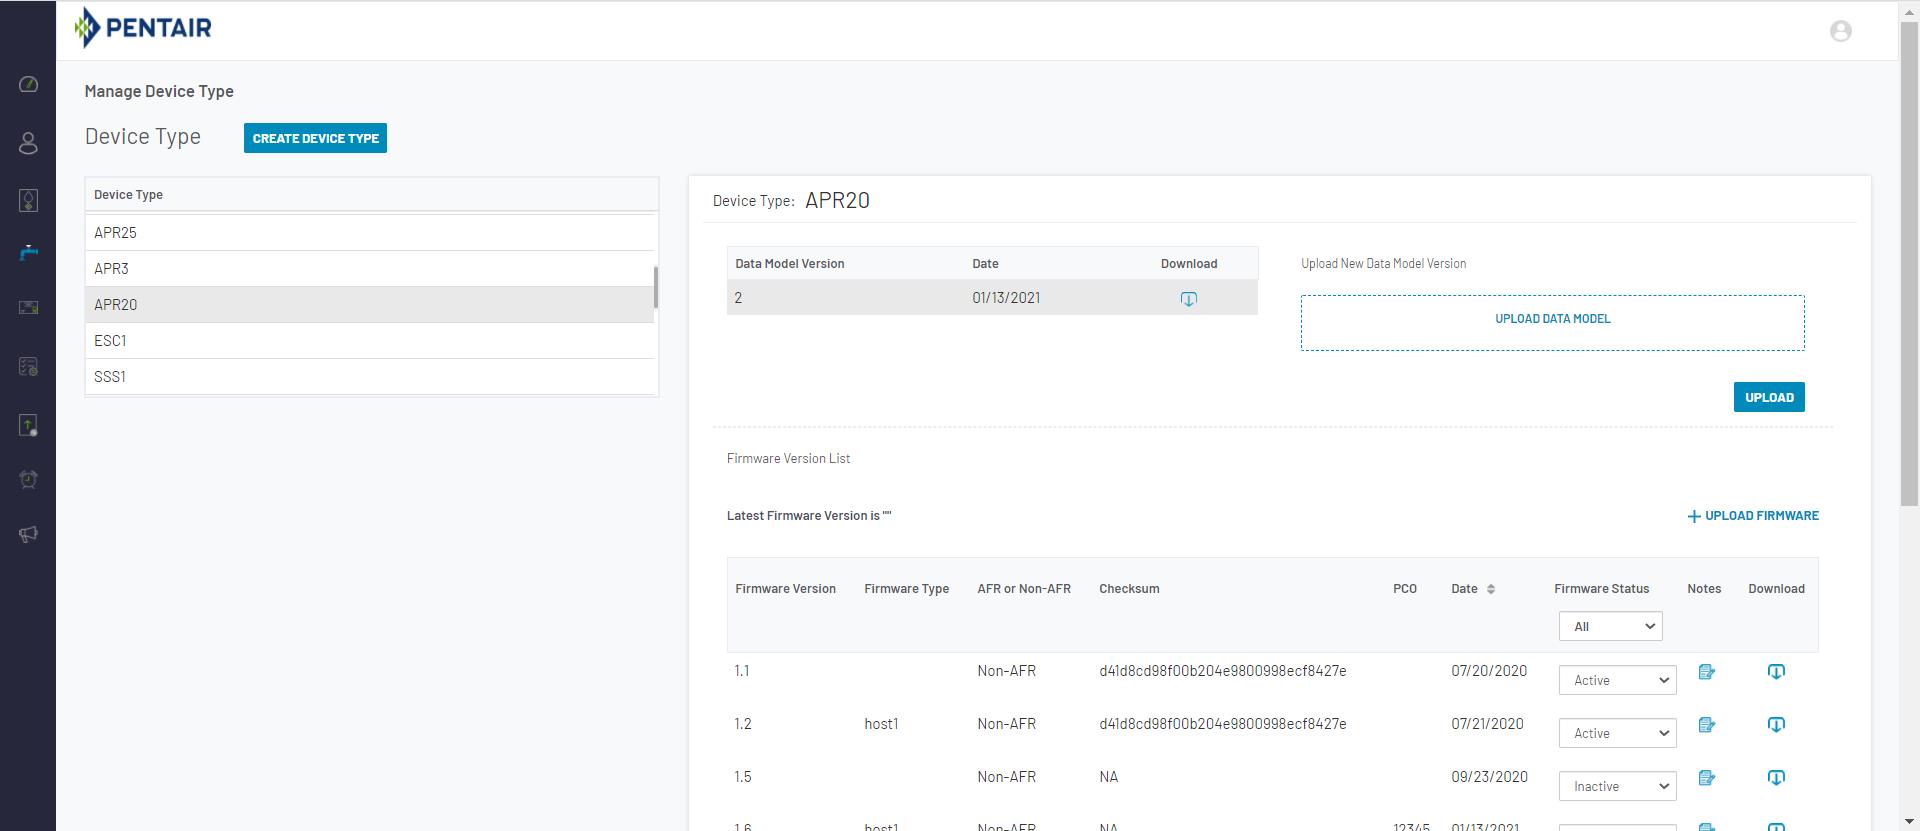 PENTAIR
Manage Device Type
Device Type
CREATE DEVICE TYPE
Device Type
APR25
APR3
APR20
ESC1
SSS1
Device Type: APR20
Data Model Version Date Download
2 01/13/2021
Upload New Data Model Version
UPLOAD DATA MODEL
UPLOAD
Firmware Version List
Latest Firmware Version is ""
UPLOAD FIRMWARE
Firmware Version Firmware Type AFR or Non-AFR Checksum PCO Date Firmware Status Notes Download
All
1.1 Non-AFR d41d8cd98f00b204e9800998ecf8427e 07/20/2020 Active
1.2 host1 Non-AFR d41d8cd98f00b204e9800998ecf8427e 07/21/2020 Active
1.5 Non-AFR NA 09/23/2020 Inactive
1.6 host1 Non-AFR NA 12345 01/13/2021